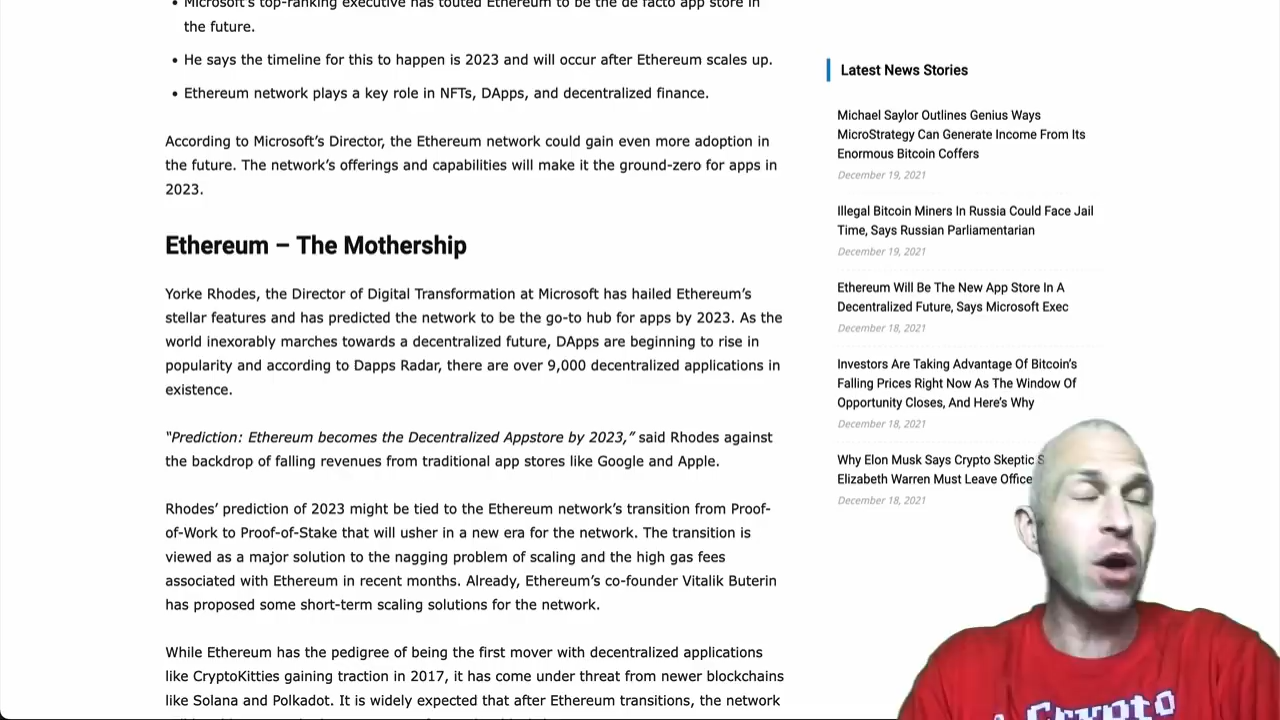 Microsoft's top-ranking executive has touted Ethereum to be the de facto app store in
the future.
• He says the timeline for this to happen is 2023 and will occur after Ethereum scales up.
• Ethereum network plays a key role in NFTs, DApps, and decentralized finance.
According to Microsoft's Director, the Ethereum network could gain even more adoption in
the future. The network's offerings and capabilities will make it the ground-zero for apps in
2023.
Ethereum – The Mothership
Yorke Rhodes, the Director of Digital Transformation at Microsoft has hailed Ethereum's
stellar features and has predicted the network to be the go-to hub for apps by 2023. As the
world inexorably marches towards a decentralized future, DApps are beginning to rise in
popularity and according to Dapps Radar, there are over 9,000 decentralized applications in
existence.
"Prediction: Ethereum becomes the Decentralized Appstore by 2023," said Rhodes against
the backdrop of falling revenues from traditional app stores like Google and Apple.
Rhodes' prediction of 2023 might be tied to the Ethereum network's transition from Proof-
of-Work to Proof-of-Stake that will usher in a new era for the network. The transition is
viewed as a major solution to the nagging problem of scaling and the high gas fees
associated with Ethereum in recent months. Already, Ethereum's co-founder Vitalik Buterin
has proposed some short-term scaling solutions for the network.
While Ethereum has the pedigree of being the first mover with decentralized applications
like CryptoKitties gaining traction in 2017, it has come under threat from newer blockchains
like Solana and Polkadot. It is widely expected that after Ethereum transitions, the network
Latest News Stories
Michael Saylor Outlines Genius Ways
MicroStrategy Can Generate Income From Its
Enormous Bitcoin Coffers
December 19, 2021
Illegal Bitcoin Miners In Russia Could Face Jail
Time, Says Russian Parliamentarian
December 19, 2021
Ethereum Will Be The New App Store In A
Decentralized Future, Says Microsoft Exec
December 18, 2021
Investors Are Taking Advantage Of Bitcoin's
Falling Prices Right Now As The Window Of
Opportunity Closes, And Here's Why
December 18, 2021
Why Elon Musk Says Crypto Skeptic S
Elizabeth Warren Must Leave Office
December 18, 2021
Crypto